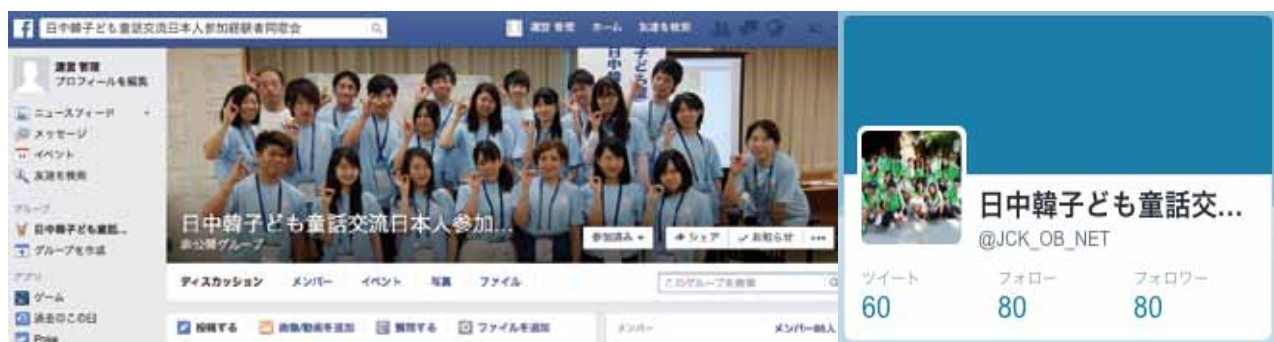 日中韓子ども童話交流日本人参加経験者同窓会
運営 管理
ホーム
友達を検索
運営 管理
プロフィールを編集
ニュースフィード
メッセージ
イベント
友達を検索
グループ
日中韓子ども童話...
グループを作成
アプリ
ゲーム
過去のこの日
Poke
日中韓子ども童話交流日本人参加...
非公開グループ
参加済み
シェア
お知らせ
ディスカッション
メンバー
イベント
写真
ファイル
このグループを検索
投稿する
画像/動画を追加
質問する
ファイルを追加
メンバー
日中韓子ども童話交...
@JCK_OB_NET
ツイート
フォロー
フォロワー
60
80
80